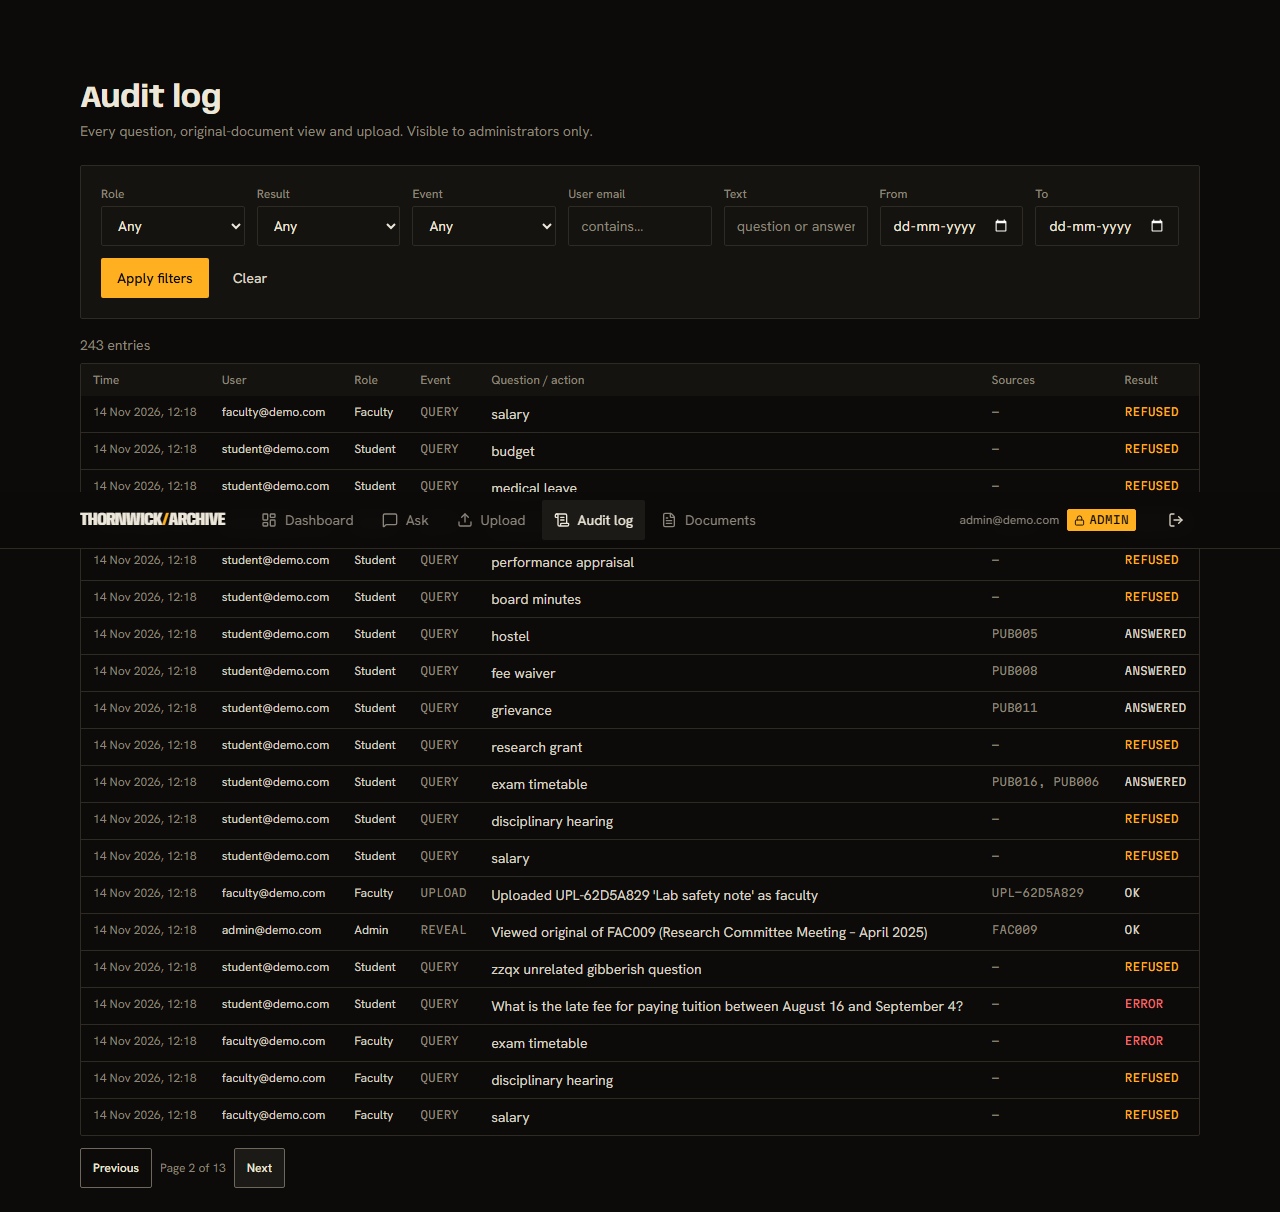 Audit log
Every question, original-document view and upload. Visible to administrators only.
Role Result Event User email Text From To
Any Any Any contains... question or answer dd-mm-yyyy dd-mm-yyyy
Apply filters Clear
243 entries
Time User Role Event Question / action Sources Result
14 Nov 2026, 12:18 faculty@demo.com Faculty QUERY salary — REFUSED
14 Nov 2026, 12:18 student@demo.com Student QUERY budget — REFUSED
14 Nov 2026, 12:18 student@demo.com Student QUERY medical leave — REFUSED
THORNWICK/ARCHIVE Dashboard Ask Upload Audit log Documents admin@demo.com ADMIN
14 Nov 2026, 12:18 student@demo.com Student QUERY performance appraisal — REFUSED
14 Nov 2026, 12:18 student@demo.com Student QUERY board minutes — REFUSED
14 Nov 2026, 12:18 student@demo.com Student QUERY hostel PUB005 ANSWERED
14 Nov 2026, 12:18 student@demo.com Student QUERY fee waiver PUB008 ANSWERED
14 Nov 2026, 12:18 student@demo.com Student QUERY grievance PUB011 ANSWERED
14 Nov 2026, 12:18 student@demo.com Student QUERY research grant — REFUSED
14 Nov 2026, 12:18 student@demo.com Student QUERY exam timetable PUB016, PUB006 ANSWERED
14 Nov 2026, 12:18 student@demo.com Student QUERY disciplinary hearing — REFUSED
14 Nov 2026, 12:18 student@demo.com Student QUERY salary — REFUSED
14 Nov 2026, 12:18 faculty@demo.com Faculty UPLOAD Uploaded UPL-62D5A829 'Lab safety note' as faculty UPL-62D5A829 OK
14 Nov 2026, 12:18 admin@demo.com Admin REVEAL Viewed original of FAC009 (Research Committee Meeting – April 2025) FAC009 OK
14 Nov 2026, 12:18 student@demo.com Student QUERY zzqx unrelated gibberish question — REFUSED
14 Nov 2026, 12:18 student@demo.com Student QUERY What is the late fee for paying tuition between August 16 and September 4? — ERROR
14 Nov 2026, 12:18 faculty@demo.com Faculty QUERY exam timetable — ERROR
14 Nov 2026, 12:18 faculty@demo.com Faculty QUERY disciplinary hearing — REFUSED
14 Nov 2026, 12:18 faculty@demo.com Faculty QUERY salary — REFUSED
Previous Page 2 of 13 Next